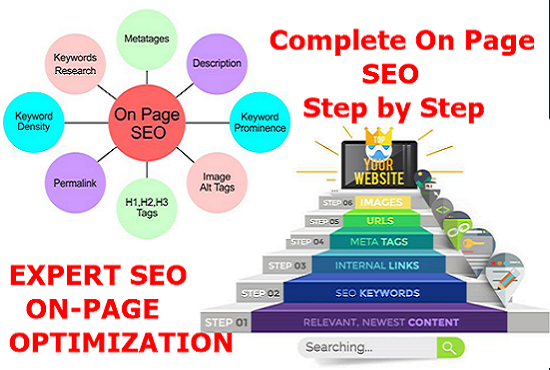 Metatages
Keywords
Research
Description
On Page
SEO
Keyword
Density
Keyword
Prominence
Permalink
Image
Alt Tags
H1,H2,H3
Tags
Complete On Page
SEO
Step by Step
TOP
YOUR
WEBSITE
STEP 06 IMAGES
STEP 05 URLS
STEP 04 META TAGS
STEP 03 INTERNAL LINKS
STEP 02 SEO KEYWORDS
STEP 01 RELEVANT, NEWEST CONTENT
Searching...
EXPERT SEO
ON-PAGE
OPTIMIZATION